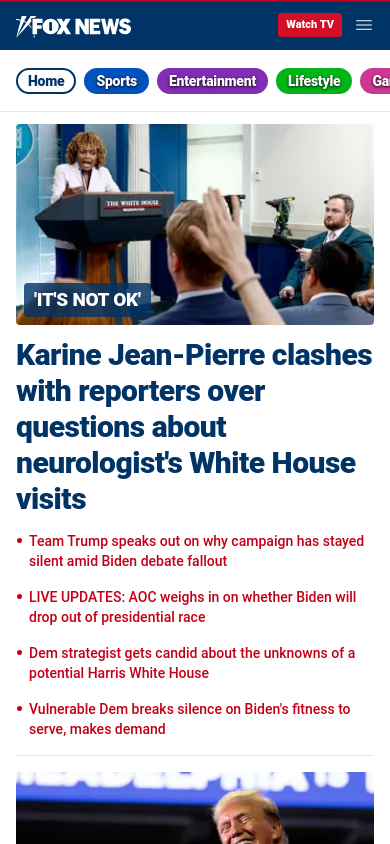 FOX NEWS
Watch TV
Home
Sports
Entertainment
Lifestyle
THE WHITE HOUSE
'IT'S NOT OK'
Karine Jean-Pierre clashes
with reporters over
questions about
neurologist's White House
visits
Team Trump speaks out on why campaign has stayed
silent amid Biden debate fallout
LIVE UPDATES: AOC weighs in on whether Biden will
drop out of presidential race
Dem strategist gets candid about the unknowns of a
potential Harris White House
Vulnerable Dem breaks silence on Biden's fitness to
serve, makes demand